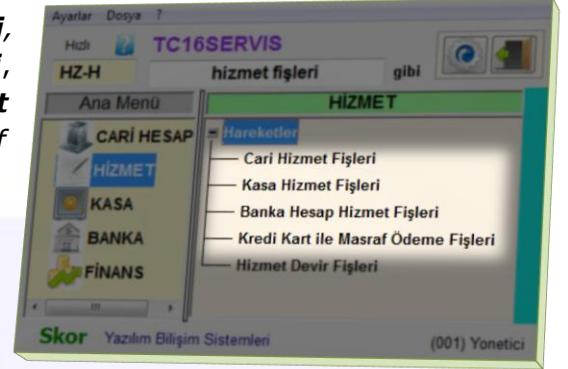 i,
i,
t
f
Ayarlar Dosya ?
Hızlı ? TC16SERVIS
HZ-H hizmet fişleri gibi
Ana Menü HİZMET
CARİ HESAP
HİZMET
KASA
BANKA
FİNANS
Hareketler
Cari Hizmet Fişleri
Kasa Hizmet Fişleri
Banka Hesap Hizmet Fişleri
Kredi Kart ile Masraf Ödeme Fişleri
Hizmet Devir Fişleri
Skor Yazılım Bilişim Sistemleri (001) Yonetici